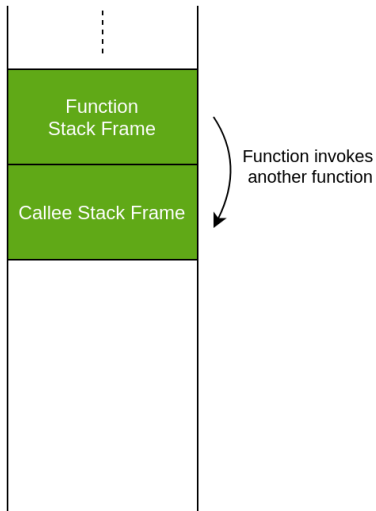 Function
Stack Frame
Function invokes
another function
Callee Stack Frame